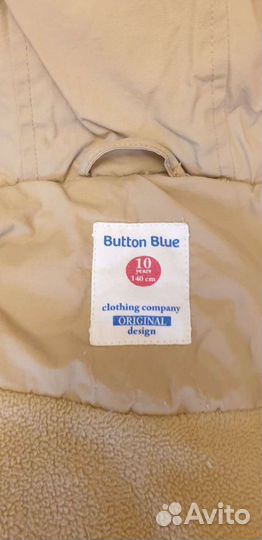 Button Blue
10
years
140 cm
clothing company
ORIGINAL
design
Avito